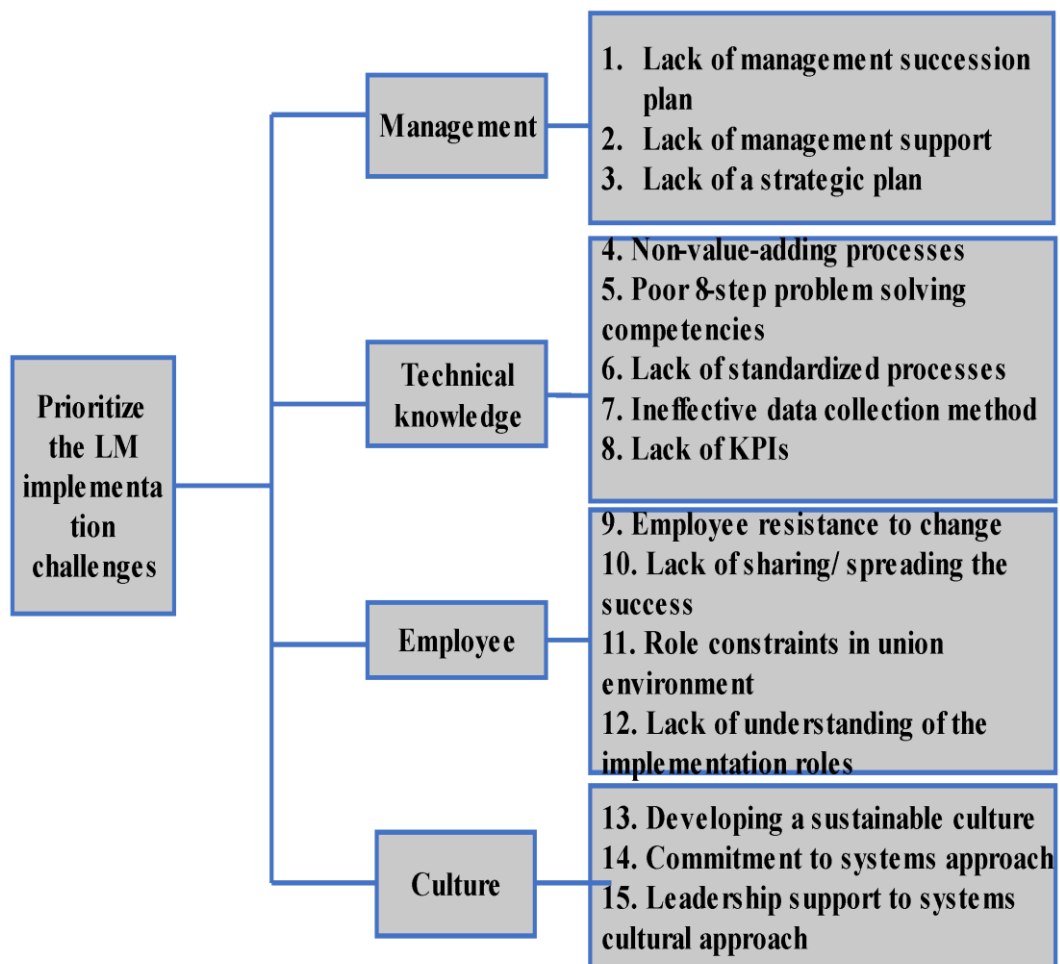 Prioritize
the LM
implementa
tion
challenges
Management
1. Lack of management succession
plan
2. Lack of management support
3. Lack of a strategic plan
Technical
knowledge
4. Non-value-adding processes
5. Poor 8-step problem solving
competencies
6. Lack of standardized processes
7. Ineffective data collection method
8. Lack of KPIs
Employee
9. Employee resistance to change
10. Lack of sharing/ spreading the
success
11. Role constraints in union
environment
12. Lack of understanding of the
implementation roles
Culture
13. Developing a sustainable culture
14. Commitment to systems approach
15. Leadership support to systems
cultural approach